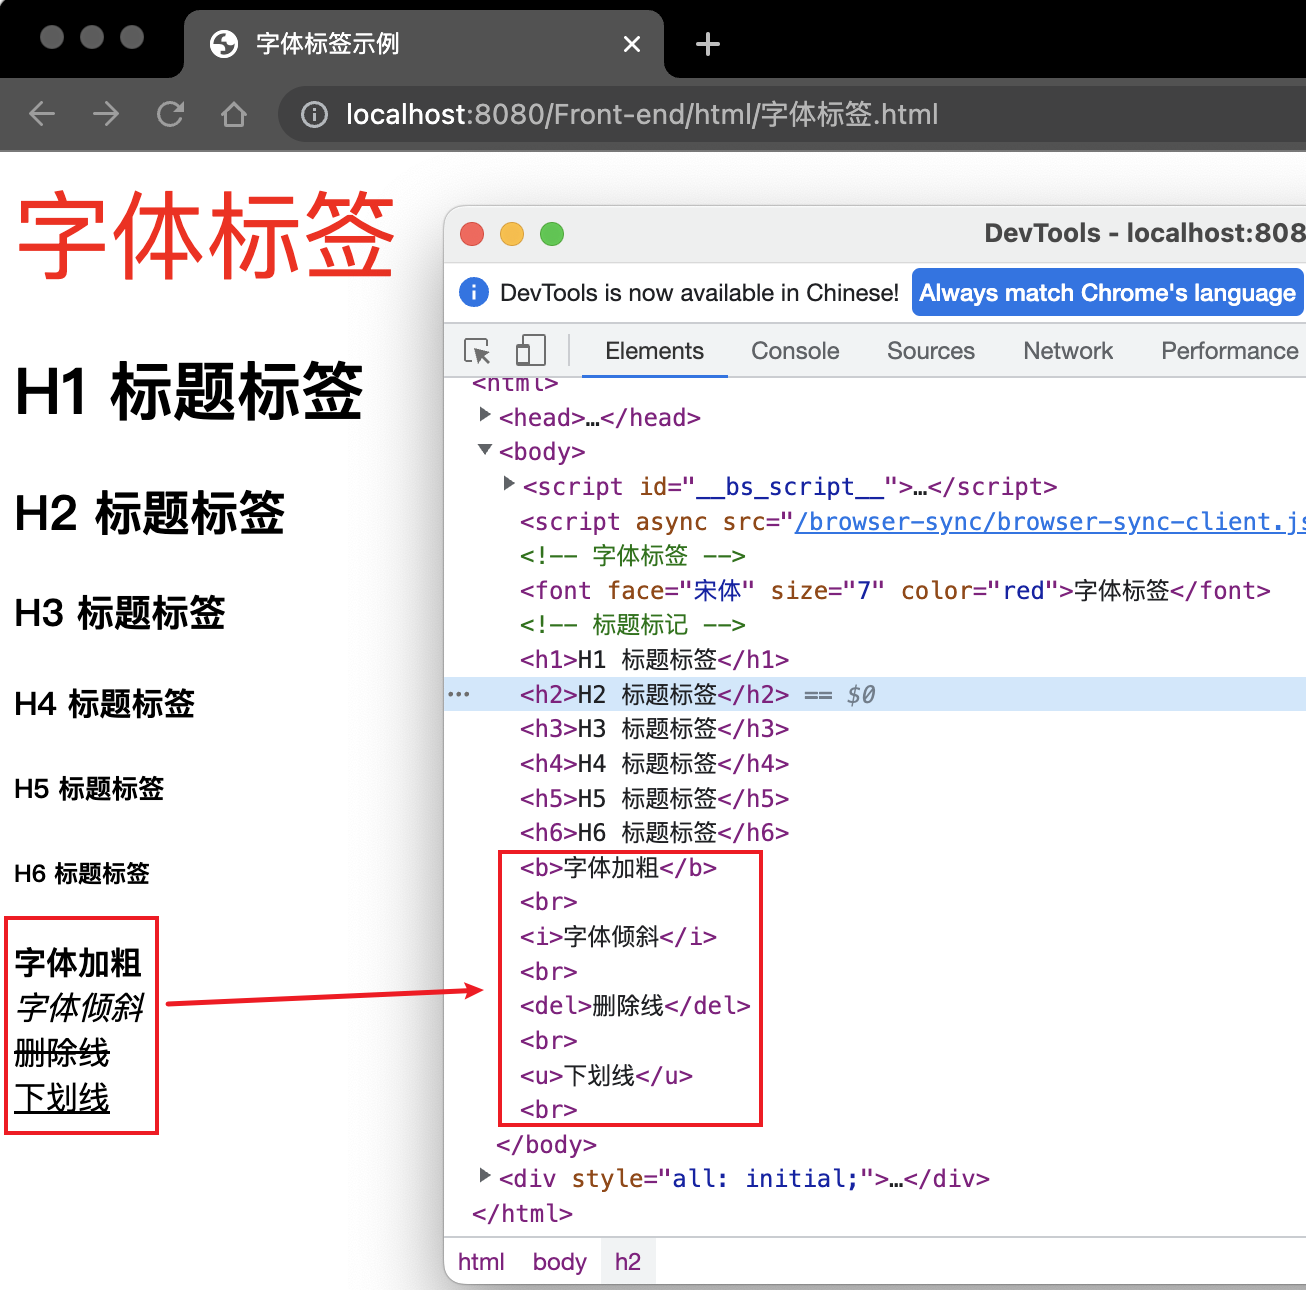 字体标签示例
localhost:8080/Front-end/html/字体标签.html
字体标签
H1 标题标签
H2 标题标签
H3 标题标签
H4 标题标签
H5 标题标签
H6 标题标签
字体加粗
字体倾斜
删除线
下划线
DevTools - localhost:808
DevTools is now available in Chinese! Always match Chrome's language
Elements Console Sources Network Performance
<html>
<head>…</head>
<body>
<script id="__bs_script__">…</script>
<script async src="/browser-sync/browser-sync-client.js
<!-- 字体标签 -->
<font face="宋体" size="7" color="red">字体标签</font>
<!-- 标题标记 -->
<h1>H1 标题标签</h1>
<h2>H2 标题标签</h2> == $0
<h3>H3 标题标签</h3>
<h4>H4 标题标签</h4>
<h5>H5 标题标签</h5>
<h6>H6 标题标签</h6>
<b>字体加粗</b>
<br>
<i>字体倾斜</i>
<br>
<del>删除线</del>
<br>
<u>下划线</u>
<br>
</body>
<div style="all: initial;">…</div>
</html>
html body h2